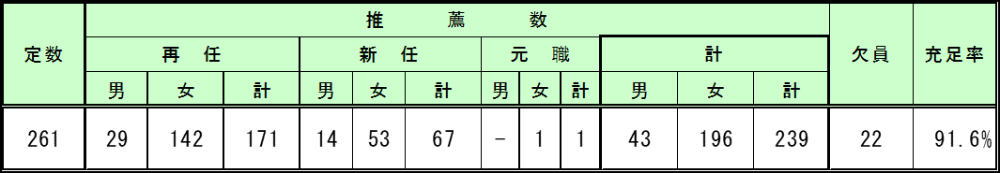 定数 推薦数 欠員 充足率
再任 新任 元職 計
男 女 計 男 女 計 男 女 計 男 女 計
261 29 142 171 14 53 67 - 1 1 43 196 239 22 91.6%